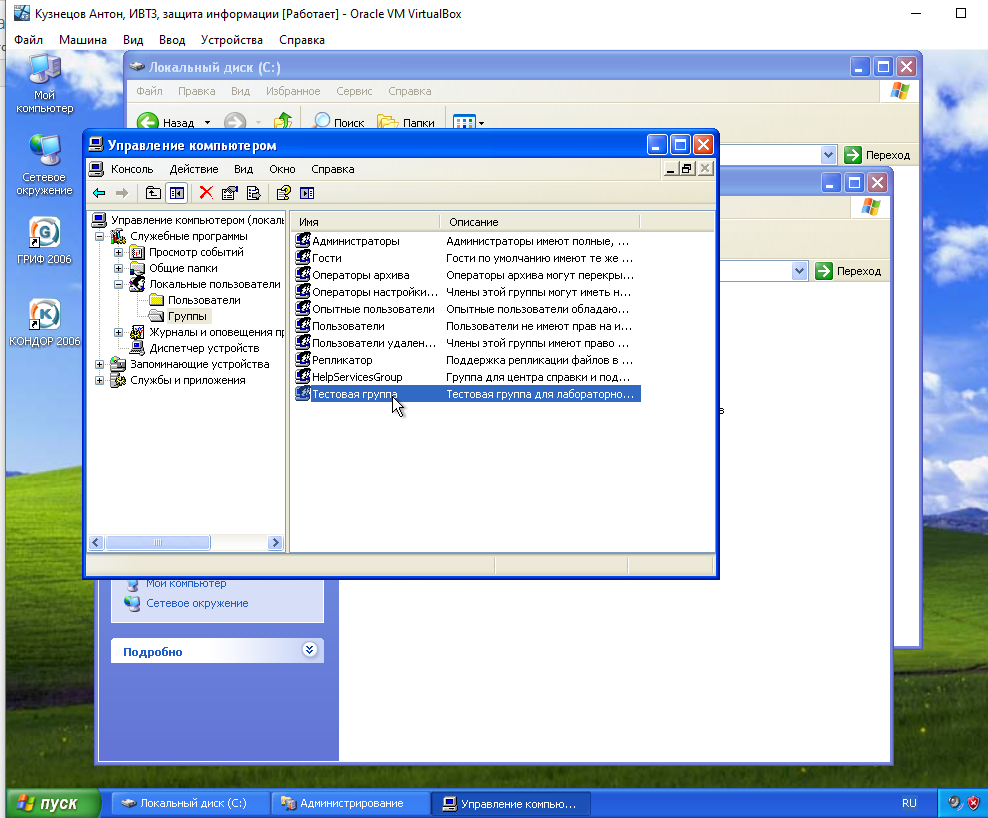 Кузнецов Антон, ИВТ3, защита информации [Работает] - Oracle VM VirtualBox
Файл Машина Вид Ввод Устройства Справка
Мой компьютер
Сетевое окружение
ГРИФ 2006
КОНДОР 2006
Локальный диск (C:)
Файл Правка Вид Избранное Сервис Справка
Назад Поиск Папки
Переход
Переход
Управление компьютером
Консоль Действие Вид Окно Справка
Управление компьютером (локаль
Служебные программы
Просмотр событий
Общие папки
Локальные пользователи
Пользователи
Группы
Журналы и оповещения пр
Диспетчер устройств
Запоминающие устройства
Службы и приложения
Имя Описание
Администраторы Администраторы имеют полные, ...
Гости Гости по умолчанию имеют те же ...
Операторы архива Операторы архива могут перекры...
Операторы настройки... Члены этой группы могут иметь н...
Опытные пользователи Опытные пользователи обладаю...
Пользователи Пользователи не имеют прав на и...
Пользователи удален... Члены этой группы имеют право ...
Репликатор Поддержка репликации файлов в ...
HelpServicesGroup Группа для центра справки и под...
Тестовая группа Тестовая группа для лабораторно...
в
Мой компьютер
Сетевое окружение
Подробно
пуск Локальный диск (C:) Администрирование Управление компью... RU